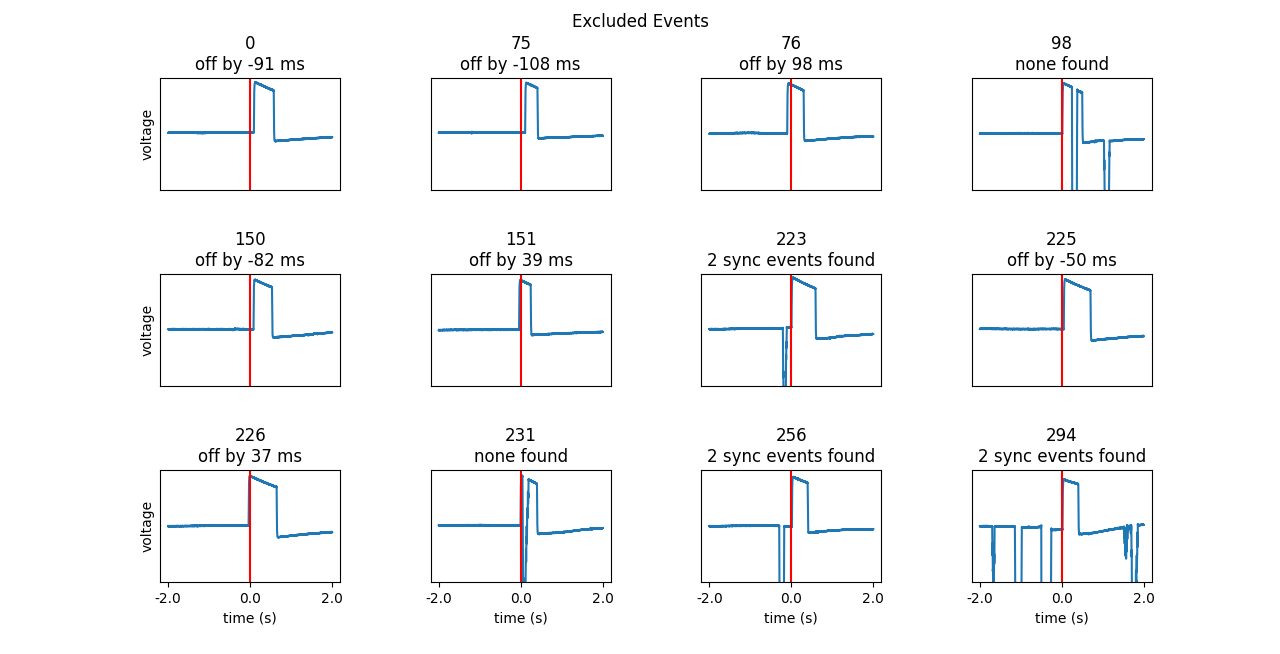 Excluded Events
0
off by -91 ms
75
off by -108 ms
76
off by 98 ms
98
none found
voltage
150
off by -82 ms
151
off by 39 ms
223
2 sync events found
225
off by -50 ms
voltage
226
off by 37 ms
231
none found
256
2 sync events found
294
2 sync events found
voltage
-2.0 0.0 2.0
time (s)
-2.0 0.0 2.0
time (s)
-2.0 0.0 2.0
time (s)
-2.0 0.0 2.0
time (s)